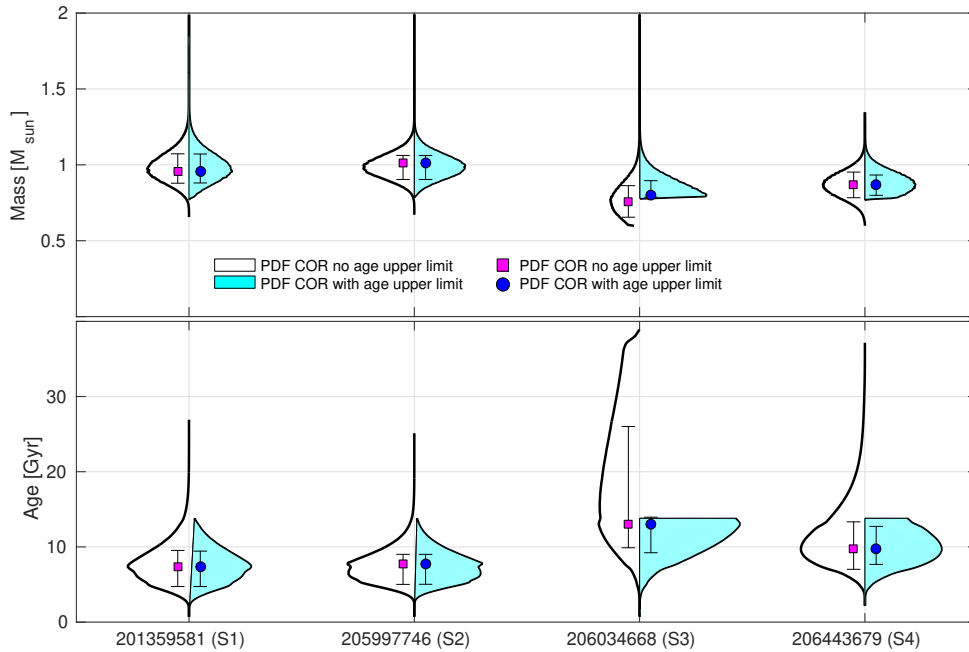 2
1.5
1
0.5
Mass [M sun]
PDF COR no age upper limit
PDF COR with age upper limit
PDF COR no age upper limit
PDF COR with age upper limit
30
20
10
0
Age [Gyr]
201359581 (S1)
205997746 (S2)
206034668 (S3)
206443679 (S4)